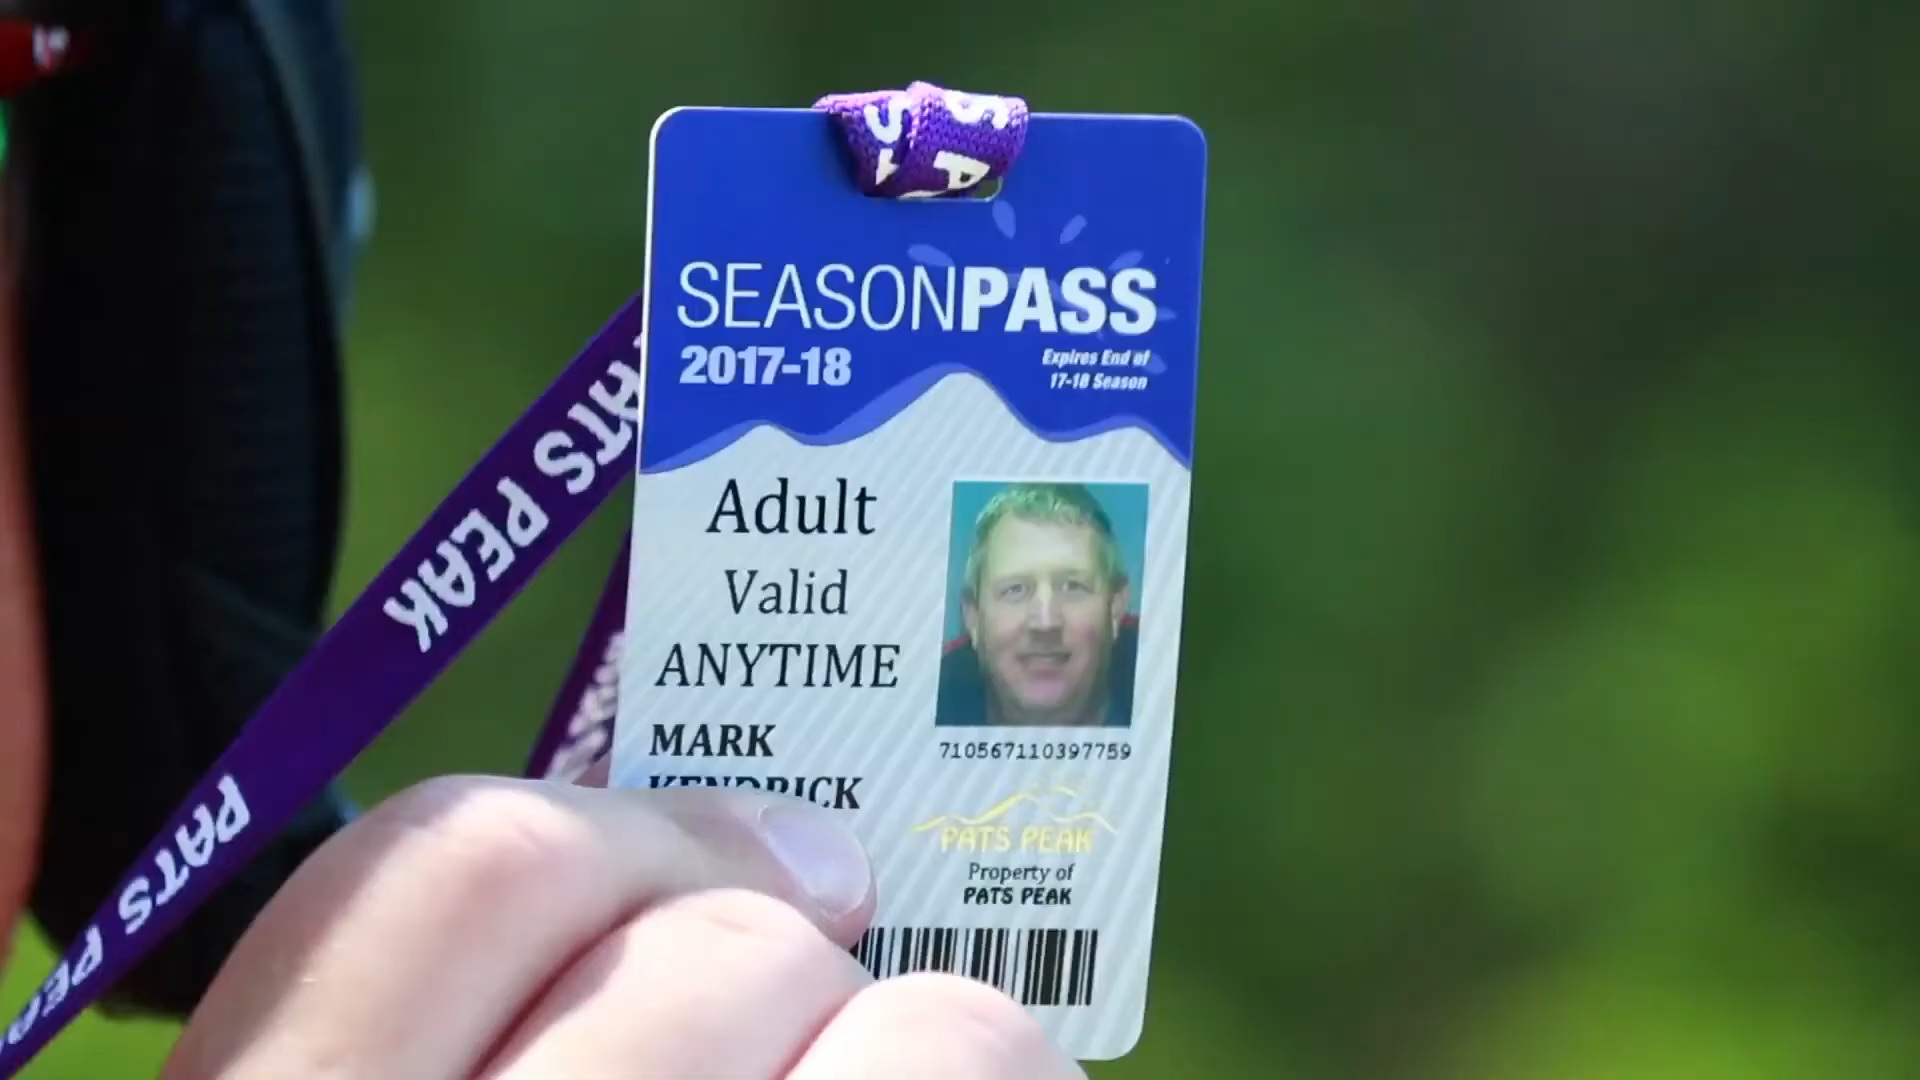 SEASONPASS
2017-18
Expires End of
17-18 Season
Adult
Valid
ANYTIME
MARK
KENDRICK
710567110397759
PATS PEAK
Property of
PATS PEAK
PATS PEAK
PATS PEAK